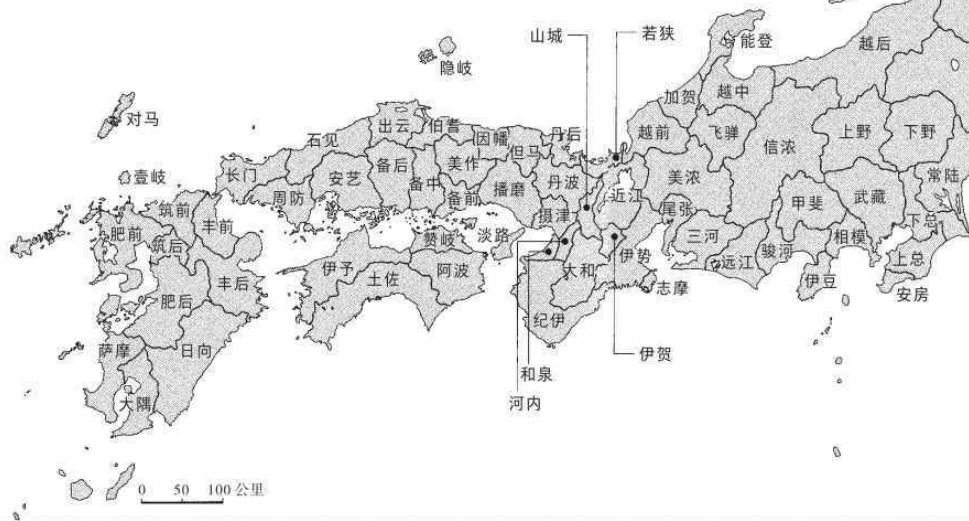 山城
若狭
能登
越后
隐岐
加贺
越中
对马
出云
伯耆
因幡
丹后
越前
飞驒
信浓
上野
下野
石见
但马
长门
安艺
备后
美作
丹波
美浓
常陆
壹岐
周防
备中
备前
播磨
摄津
近江
尾张
甲斐
武藏
筑前
丰前
下总
肥前
筑后
赞岐
淡路
三河
骏河
相模
上总
伊予
土佐
阿波
大和
伊势
远江
伊豆
安房
肥后
丰后
志摩
纪伊
萨摩
日向
伊贺
和泉
大隅
河内
0 50 100 公里